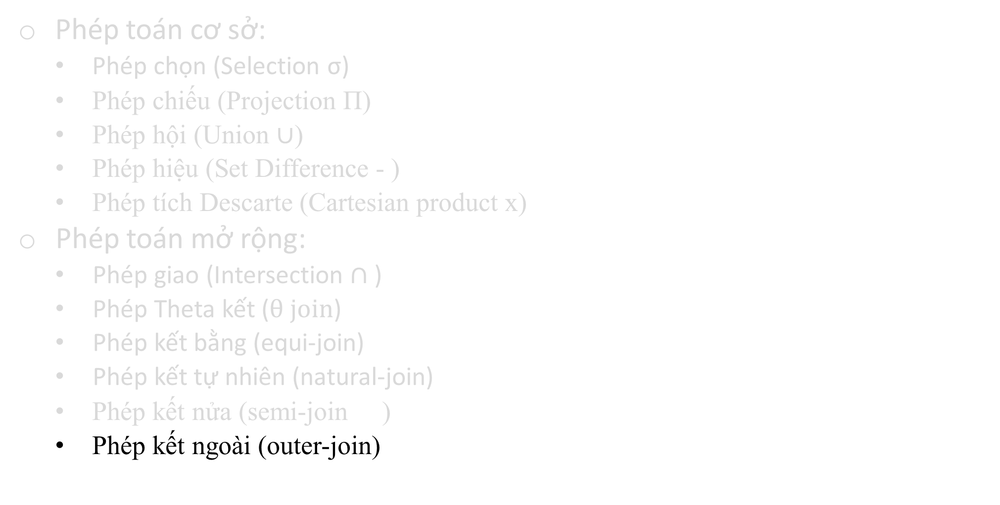 ○ Phép toán cơ sở:
• Phép chọn (Selection σ)
• Phép chiếu (Projection Π)
• Phép hội (Union ∪)
• Phép hiệu (Set Difference - )
• Phép tích Descarte (Cartesian product x)
○ Phép toán mở rộng:
• Phép giao (Intersection ∩ )
• Phép Theta kết (θ join)
• Phép kết bằng (equi-join)
• Phép kết tự nhiên (natural-join)
• Phép kết nửa (semi-join )
• Phép kết ngoài (outer-join)